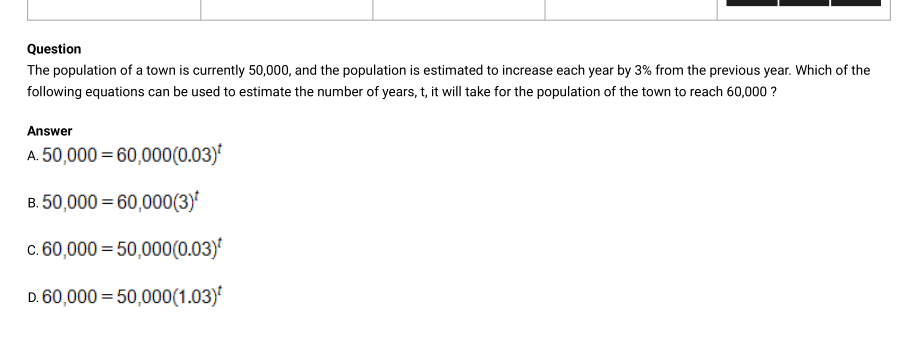 Question
The population of a town is currently 50,000, and the population is estimated to increase each year by 3% from the previous year. Which of the
following equations can be used to estimate the number of years, t, it will take for the population of the town to reach 60,000 ?
Answer
A. 50,000 = 60,000(0.03)^t
B. 50,000 = 60,000(3)^t
C. 60,000 = 50,000(0.03)^t
D. 60,000 = 50,000(1.03)^t